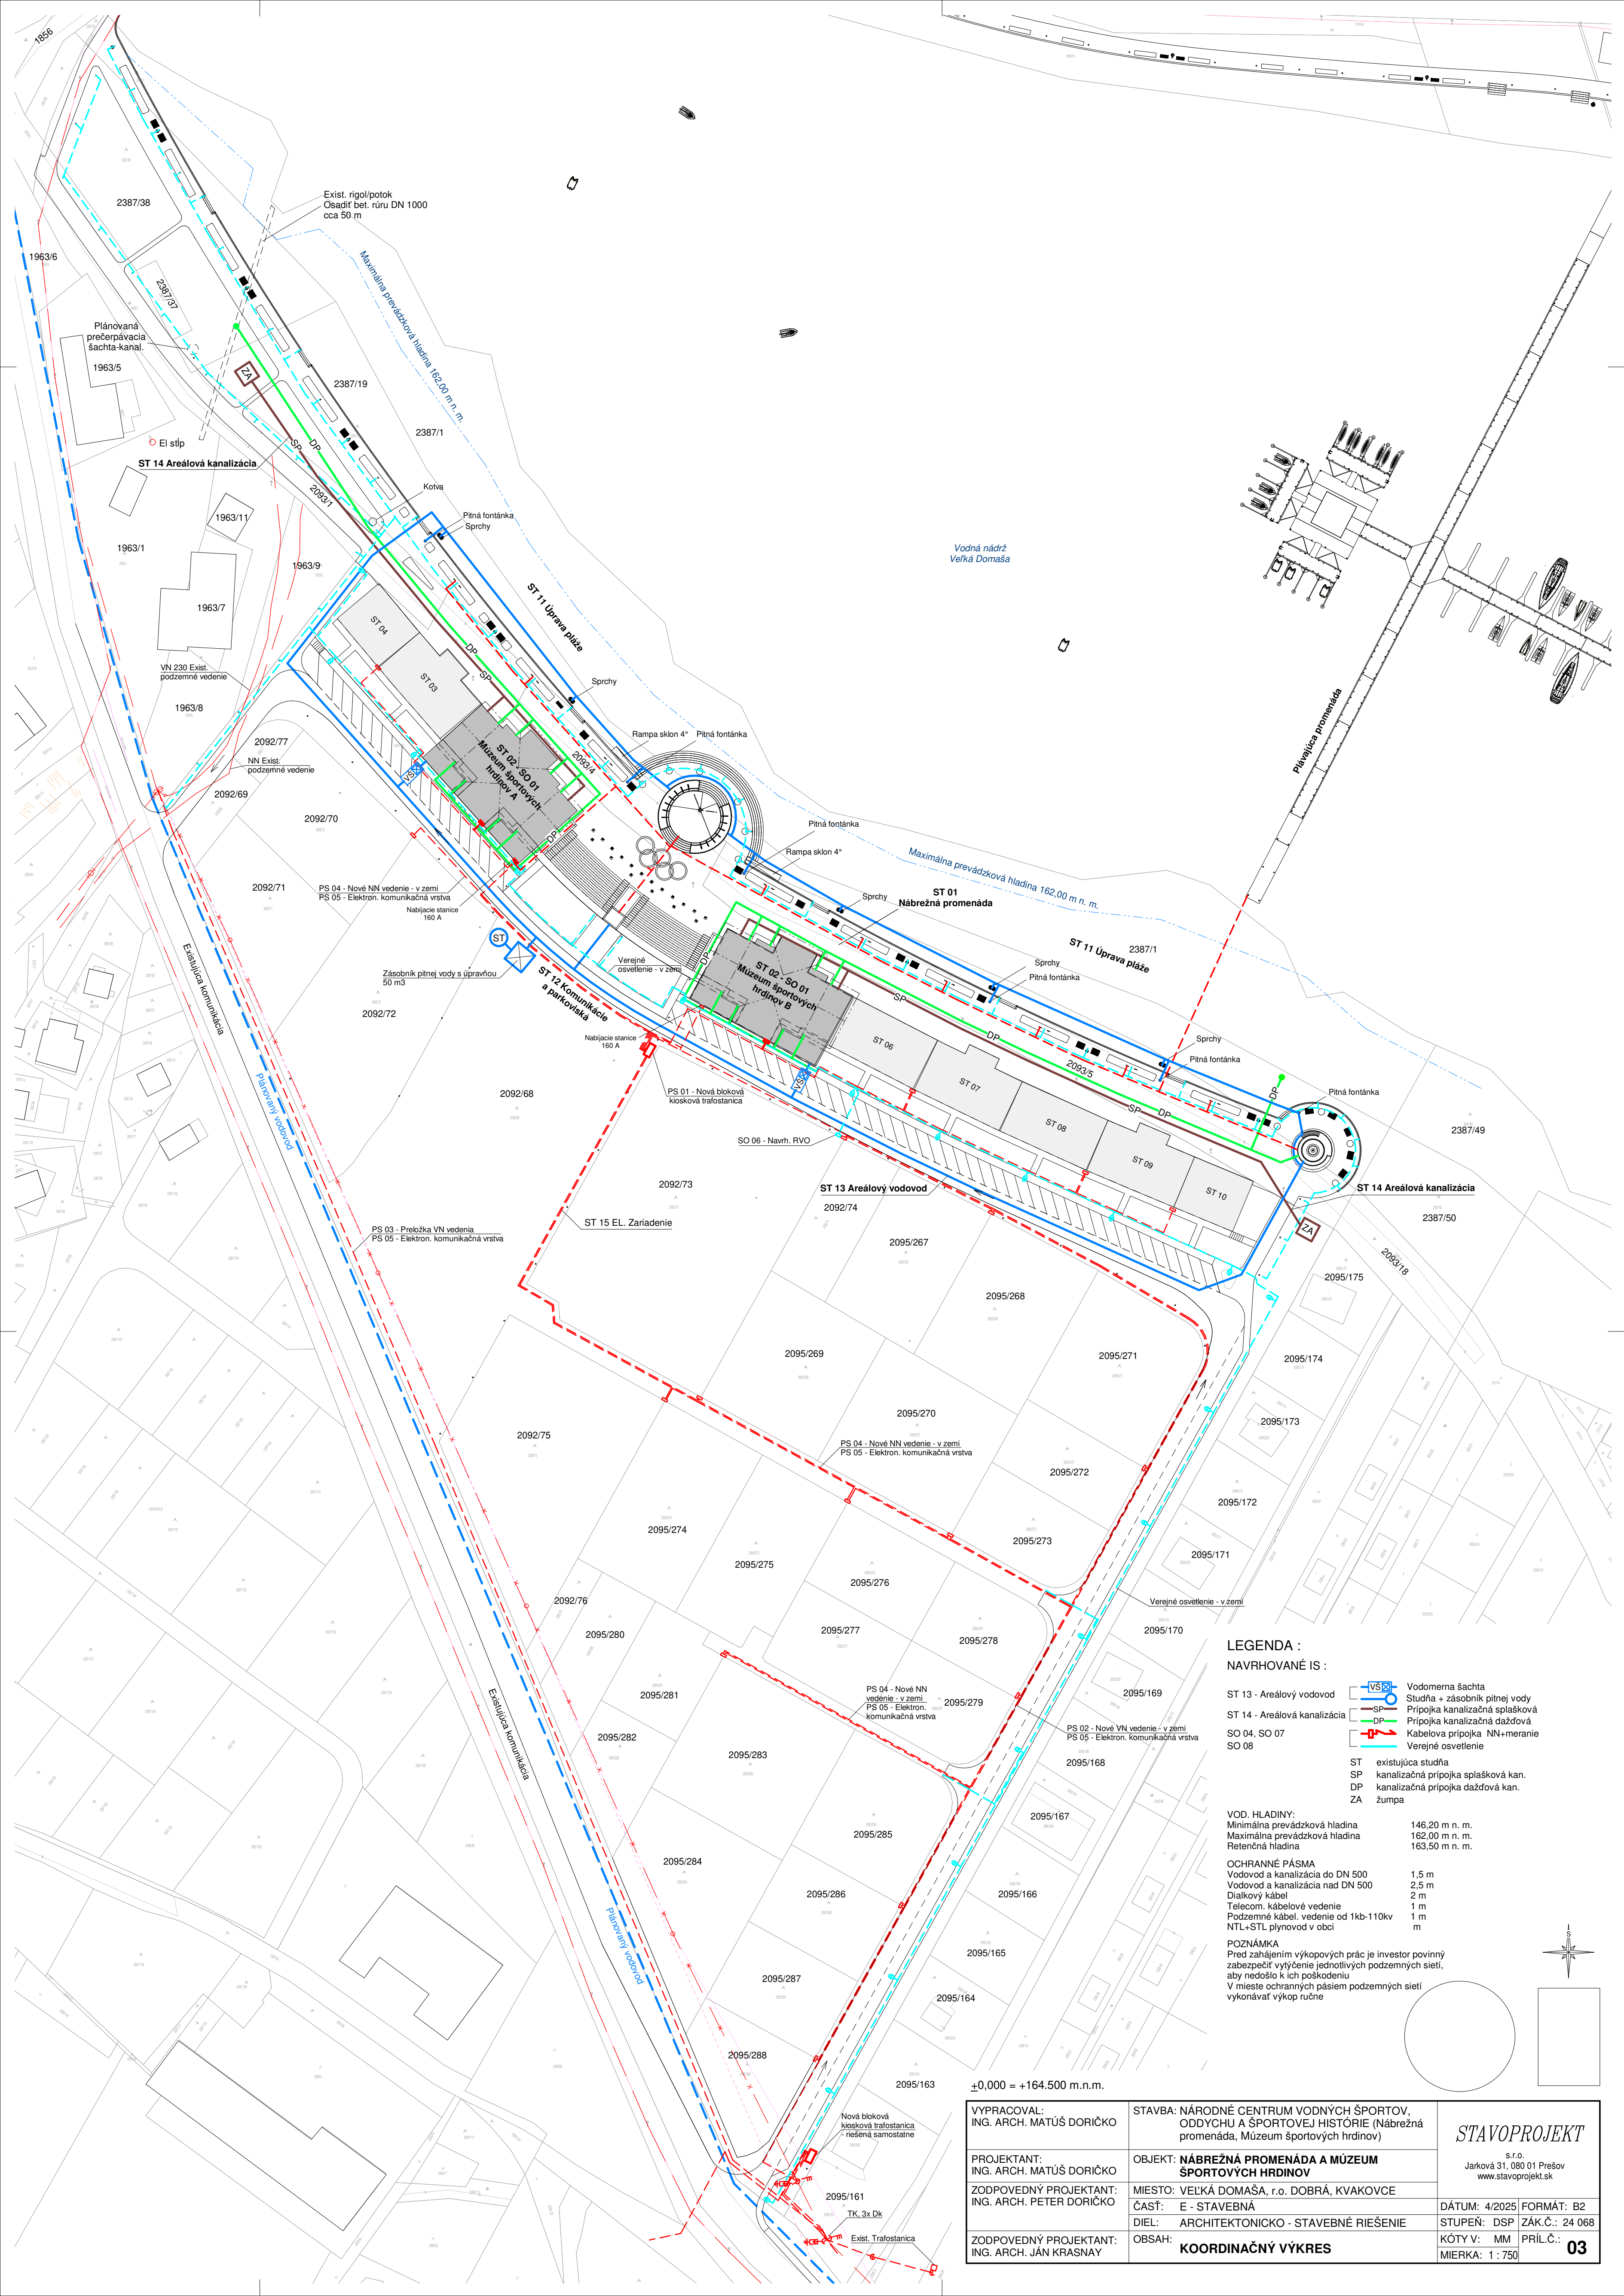 1856
2387/38
Exist. rigol/potok
Osadiť bet. rúru DN 1000
cca 50 m
1963/6
2387/37
Maximálna prevádzková hladina 162,00 m n. m.
Plánovaná
prečerpávacia
šachta-kanal.
1963/5
ZA
2387/19
2387/1
El stĺp
SP
DP
ST 14 Areálová kanalizácia
2093/1
Kotva
1963/11
Pitná fontánka
Sprchy
1963/1
1963/9
Vodná nádrž
Veľká Domaša
1963/7
ST 11 Úprava pláže
ST 04
DP
SP
VN 230 Exist.
podzemné vedenie
ST 03
Sprchy
1963/8
Plávajúca promenáda
2092/77
NN Exist.
podzemné vedenie
Rampa sklon 4°
Pitná fontánka
ST 02 - SO 01
Múzeum športových
hrdinov A
2093/4
VŠ
2092/69
2092/70
Pitná fontánka
DP
Rampa sklon 4°
Maximálna prevádzková hladina 162,00 m n. m.
2092/71
PS 04 - Nové NN vedenie - v zemi
PS 05 - Elektron. komunikačná vrstva
Nabíjacie stanice
160 A
Sprchy
ST 01
Nábrežná promenáda
ST
Existujúca komunikácia
DP
ST 11 Úprava pláže
2387/1
Zásobník pitnej vody s úpravňou
50 m3
Verejné
osvetlenie - v zemi
ST 02 - SO 01
Múzeum športových
hrdinov B
Sprchy
Pitná fontánka
ST 12 Komunikácie
a parkoviská
SP
2092/72
Nabíjacie stanice
160 A
ST 06
DP
Sprchy
Pitná fontánka
2093/5
ST 07
VŠ
DP
Pitná fontánka
Plánovaný vodovod
2092/68
PS 01 - Nová bloková
kiosková trafostanica
SP
DP
ST 08
2387/49
SO 06 - Navrh. RVO
ST 09
2092/73
ST 13 Areálový vodovod
ST 10
ST 14 Areálová kanalizácia
2092/74
2387/50
ST 15 EL. Zariadenie
ZA
PS 03 - Preložka VN vedenia
PS 05 - Elektron. komunikačná vrstva
2095/267
2093/18
2095/175
2095/268
2095/269
2095/271
2095/174
2095/270
2095/173
2092/75
PS 04 - Nové NN vedenie - v zemi
PS 05 - Elektron. komunikačná vrstva
2095/272
2095/172
2095/274
2095/273
2095/171
2095/275
2095/276
2092/76
Verejné osvetlenie - v zemi
2095/280
2095/277
2095/278
2095/170
2095/281
PS 04 - Nové NN
vedenie - v zemi
PS 05 - Elektron.
komunikačná vrstva
2095/279
2095/169
Existujúca komunikácia
2095/282
PS 02 - Nové VN vedenie - v zemi
PS 05 - Elektron. komunikačná vrstva
2095/283
2095/168
2095/167
2095/285
2095/284
2095/286
2095/166
Plánovaný vodovod
2095/165
2095/287
2095/164
2095/288
2095/163
Nová bloková
kiosková trafostanica
- riešená samostatne
2095/161
TK, 3x Dk
Exist. Trafostanica
LEGENDA :
NAVRHOVANÉ IS :
ST 13 - Areálový vodovod
VŠ
Vodomerna šachta
Studňa + zásobník pitnej vody
ST 14 - Areálová kanalizácia
SP
Prípojka kanalizačná splašková
DP
Prípojka kanalizačná dažďová
SO 04, SO 07
Kabelova prípojka NN+meranie
SO 08
Verejné osvetlenie
ST existujúca studňa
SP kanalizačná prípojka splašková kan.
DP kanalizačná prípojka dažďová kan.
ZA žumpa
VOD. HLADINY:
Minimálna prevádzková hladina 146,20 m n. m.
Maximálna prevádzková hladina 162,00 m n. m.
Retenčná hladina 163,50 m n. m.
OCHRANNÉ PÁSMA
Vodovod a kanalizácia do DN 500 1,5 m
Vodovod a kanalizácia nad DN 500 2,5 m
Dialkový kábel 2 m
Telecom. kábelové vedenie 1 m
Podzemné kábel. vedenie od 1kb-110kv 1 m
NTL+STL plynovod v obci m
POZNÁMKA
Pred zahájením výkopových prác je investor povinný
zabezpečiť vytýčenie jednotlivých podzemných sietí,
aby nedošlo k ich poškodeniu
V mieste ochranných pásiem podzemných sietí
vykonávať výkop ručne
S
+0,000 = +164.500 m.n.m.
VYPRACOVAL:
ING. ARCH. MATÚŠ DORIČKO
STAVBA: NÁRODNÉ CENTRUM VODNÝCH ŠPORTOV,
ODDYCHU A ŠPORTOVEJ HISTÓRIE (Nábrežná
promenáda, Múzeum športových hrdinov)
STAVOPROJEKT
s.r.o.
Jarková 31, 080 01 Prešov
www.stavoprojekt.sk
PROJEKTANT:
ING. ARCH. MATÚŠ DORIČKO
OBJEKT: NÁBREŽNÁ PROMENÁDA A MÚZEUM
ŠPORTOVÝCH HRDINOV
ZODPOVEDNÝ PROJEKTANT:
ING. ARCH. PETER DORIČKO
MIESTO: VEĽKÁ DOMAŠA, r.o. DOBRÁ, KVAKOVCE
ČASŤ: E - STAVEBNÁ
DÁTUM: 4/2025 FORMÁT: B2
DIEL: ARCHITEKTONICKO - STAVEBNÉ RIEŠENIE
STUPEŇ: DSP ZÁK.Č.: 24 068
ZODPOVEDNÝ PROJEKTANT:
ING. ARCH. JÁN KRASNAY
OBSAH:
KOORDINAČNÝ VÝKRES
KÓTY V: MM PRÍL.Č.: 03
MIERKA: 1 : 750